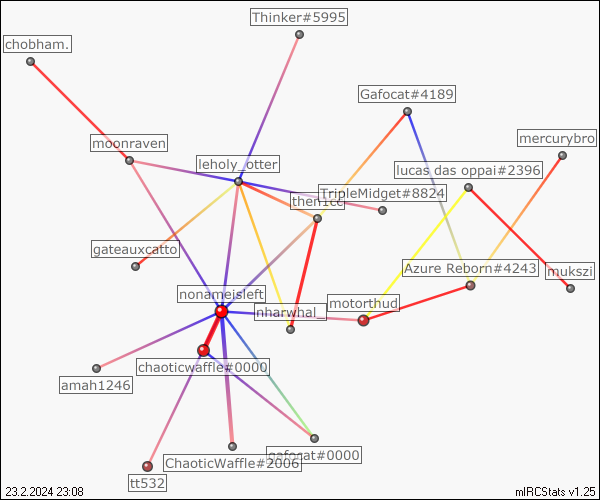 Thinker#5995
chobham.
Gafocat#4189
mercurybro
moonraven
leholy_otter
lucas das oppai#2396
TripleMidget#8824
gateauxcatto
Azure Reborn#4243
mukszi
nonameisleft
motorthud
nharwhal_
chaoticwaffle#0000
amah1246
gafocat#0000
ChaoticWaffle#2006
tt532
23.2.2024 23:08
mIRCStats v1.25